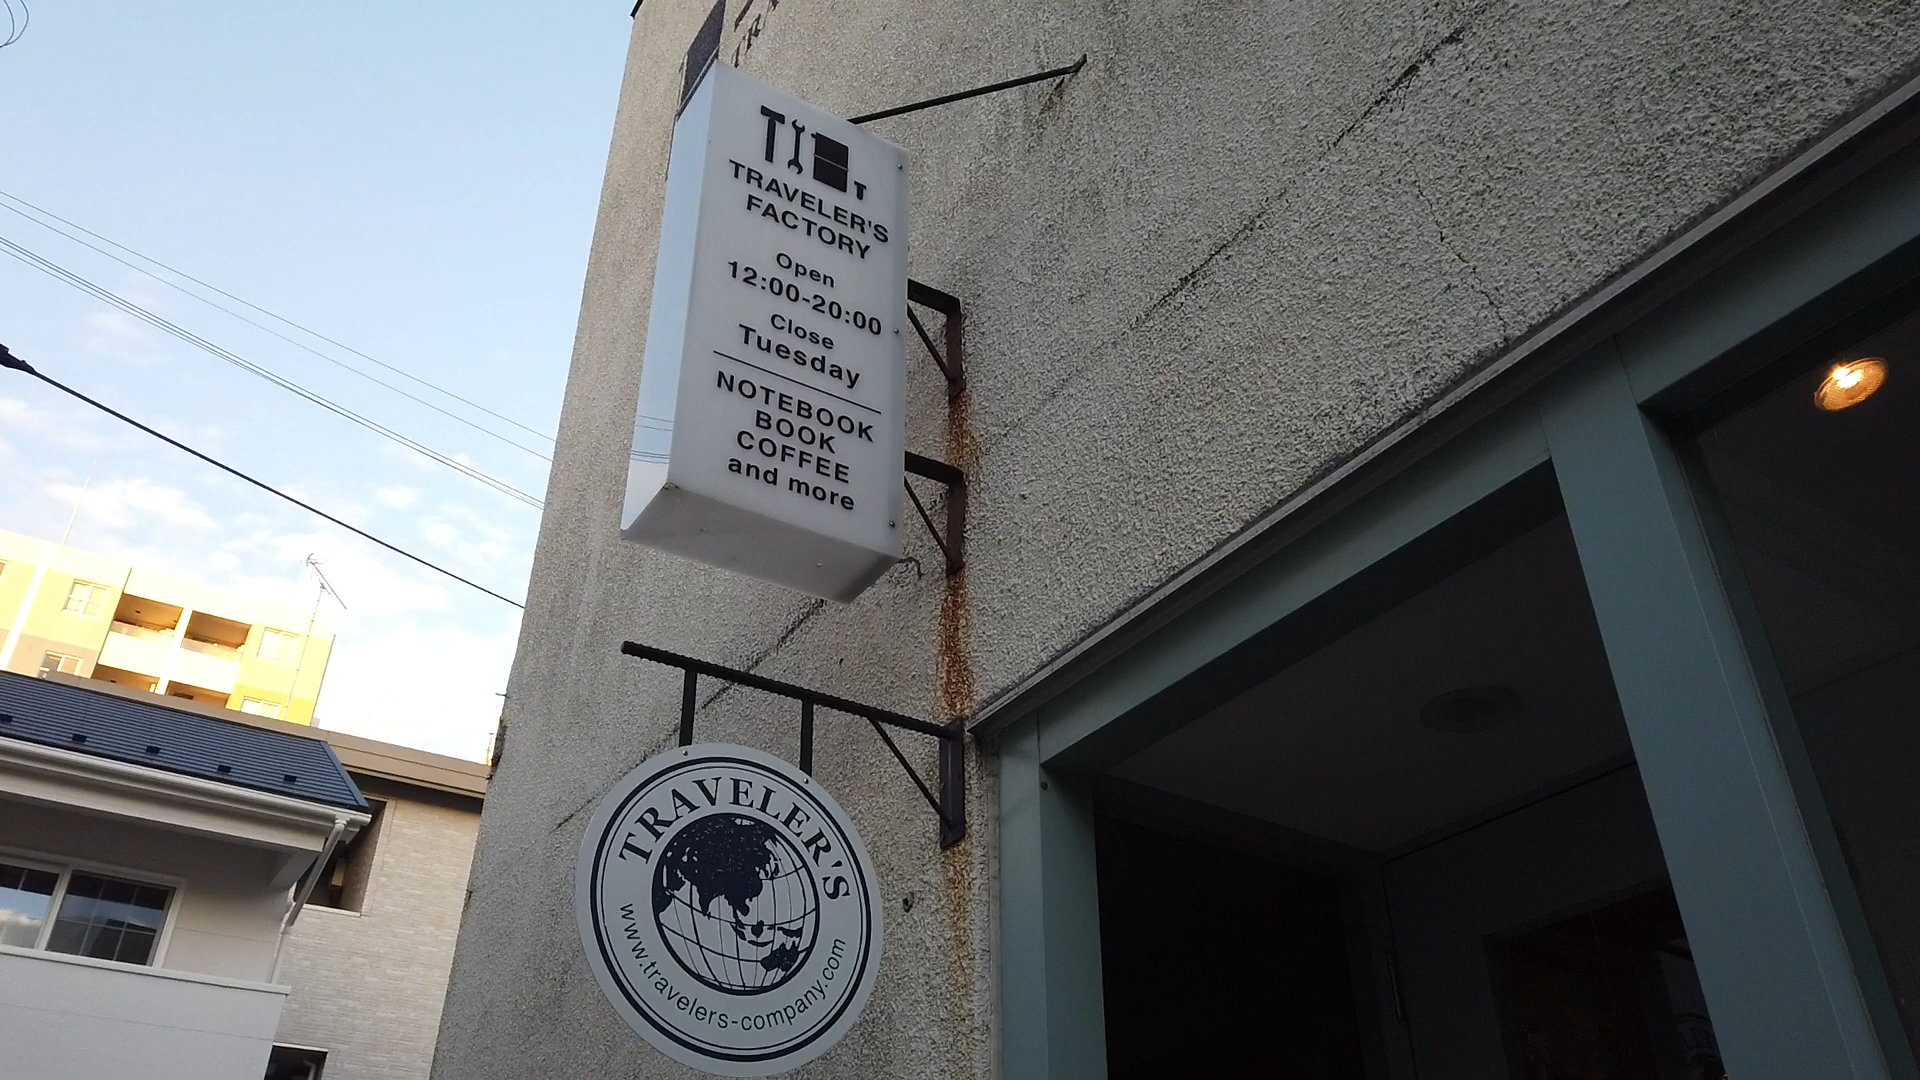 TRAVELER'S
FACTORY
Open
12:00-20:00
Close
Tuesday
NOTEBOOK
BOOK
COFFEE
and more
TRAVELER'S
www.travelers-company.com